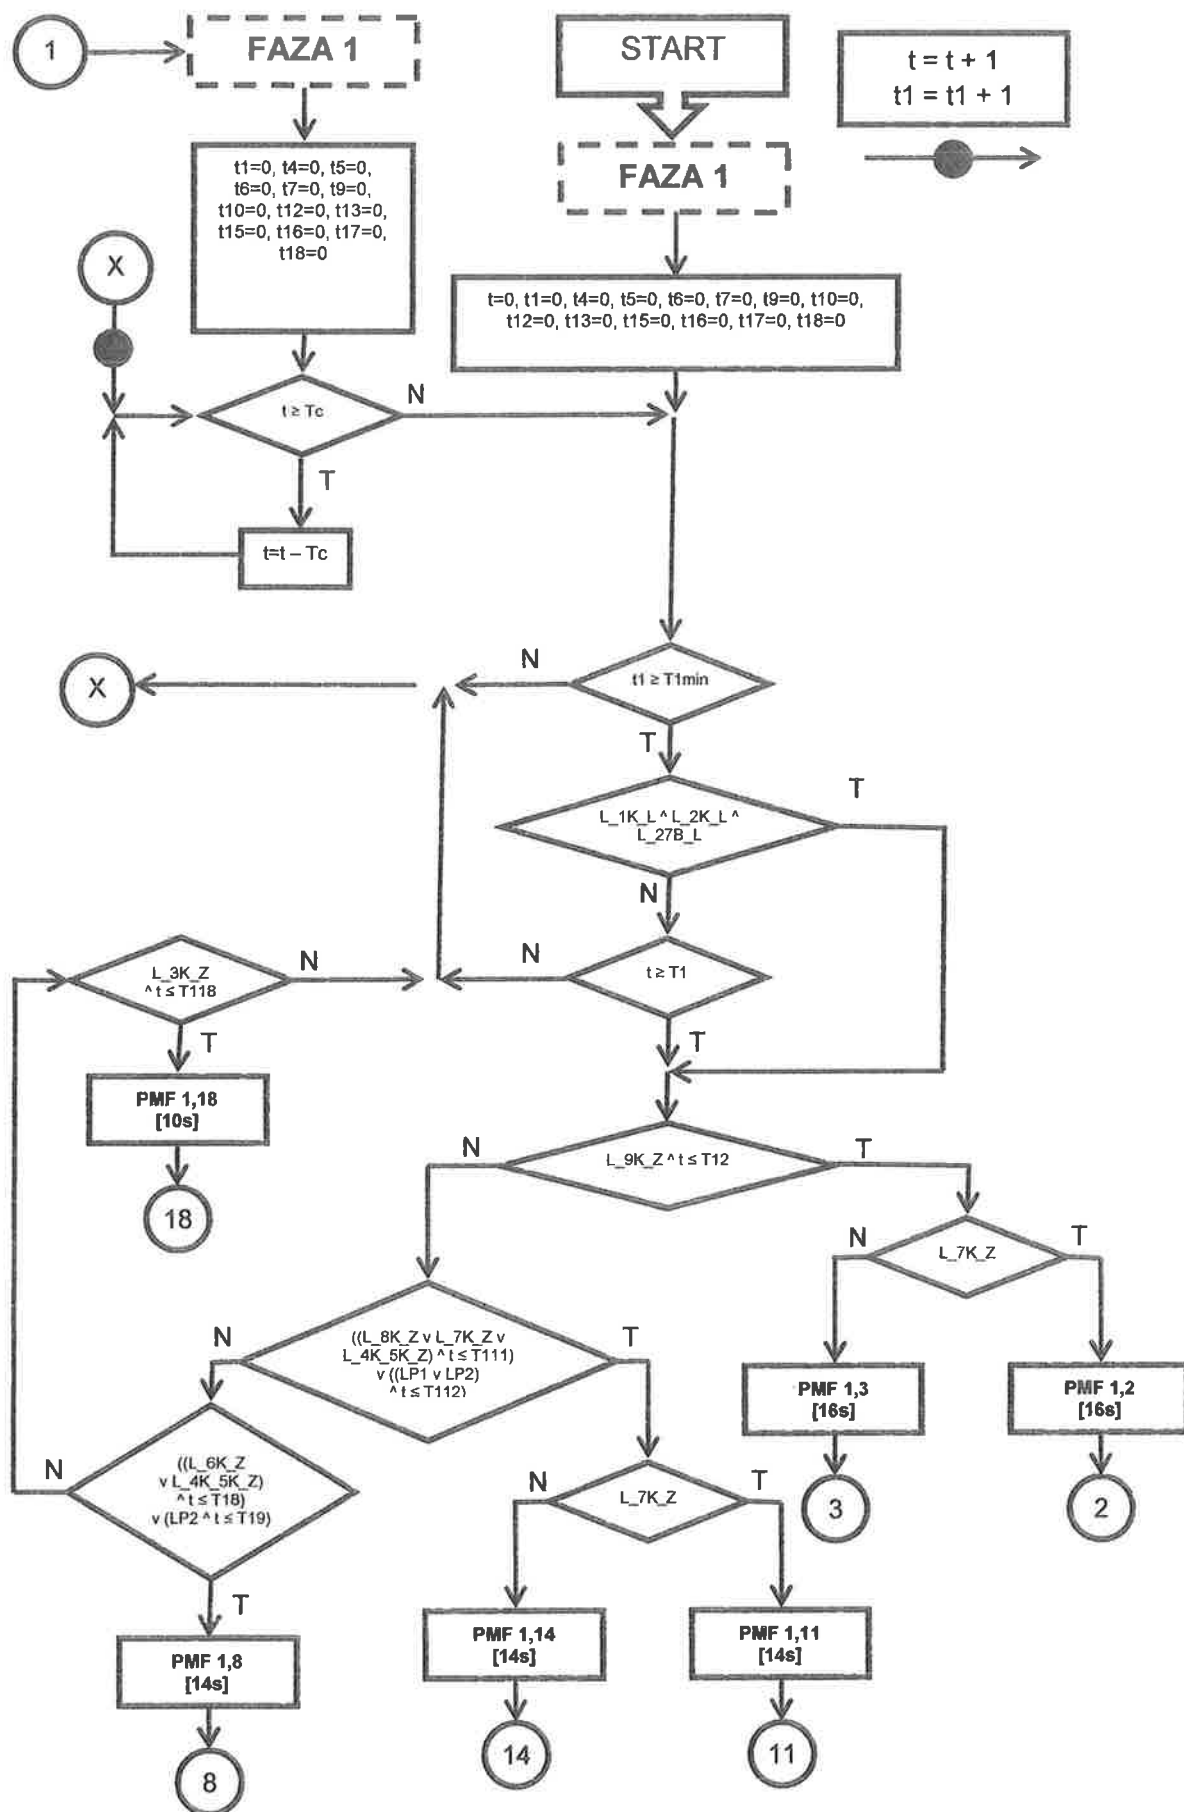 1
FAZA 1
START
t = t + 1
t1 = t1 + 1
FAZA 1
t1=0, t4=0, t5=0,
t6=0, t7=0, t9=0,
t10=0, t12=0, t13=0,
t15=0, t16=0, t17=0,
t18=0
X
t=0, t1=0, t4=0, t5=0, t6=0, t7=0, t9=0, t10=0,
t12=0, t13=0, t15=0, t16=0, t17=0, t18=0
t ≥ Tc
N
T
t=t – Tc
X
N
t1 ≥ T1min
T
L_1K_L ^ L_2K_L ^
L_27B_L
T
N
L_3K_Z
^ t ≤ T118
N
N
t ≥ T1
T
T
PMF 1,18
[10s]
18
N
L_9K_Z ^ t ≤ T12
T
N
L_7K_Z
T
N
((L_8K_Z v L_7K_Z v
L_4K_5K_Z) ^ t ≤ T111)
v ((LP1 v LP2)
^ t ≤ T112)
T
PMF 1,3
[16s]
PMF 1,2
[16s]
N
((L_6K_Z
v L_4K_5K_Z)
^ t ≤ T18)
v (LP2 ^ t ≤ T19)
N
L_7K_Z
T
3
2
T
PMF 1,8
[14s]
PMF 1,14
[14s]
PMF 1,11
[14s]
8
14
11